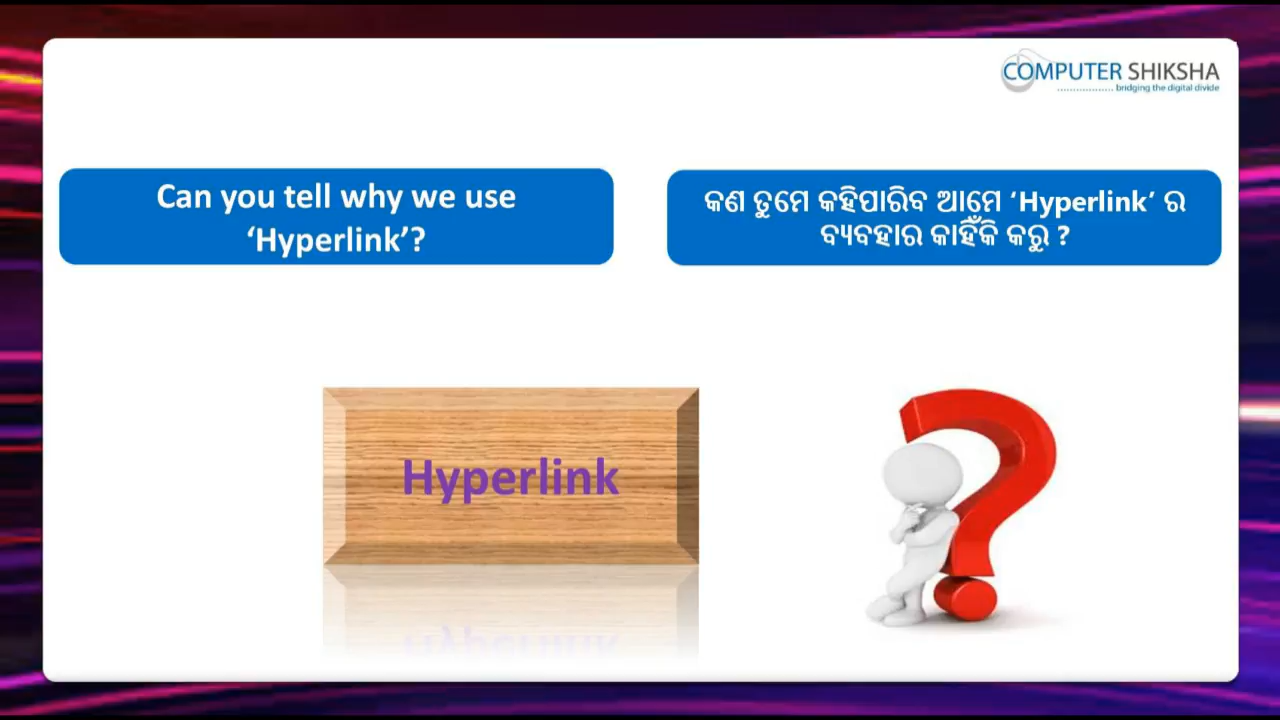 COMPUTER SHIKSHA
bridging the digital divide
Can you tell why we use
‘Hyperlink’?
କଣ ତୁମେ କହିପାରିବ ଆମେ ‘Hyperlink’ ର
ବ୍ୟବହାର କାହିଁକି କରୁ ?
Hyperlink